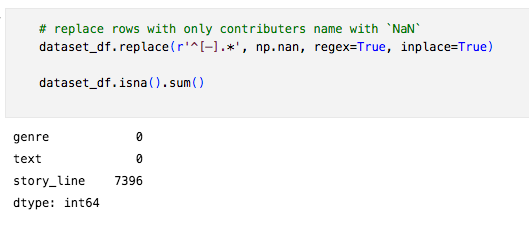 # replace rows with only contributers name with `NaN`
dataset_df.replace(r'^[—].*', np.nan, regex=True, inplace=True)
dataset_df.isna().sum()
genre 0
text 0
story_line 7396
dtype: int64